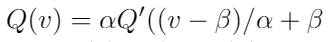 Q(v) = αQ′((v − β)/α + β